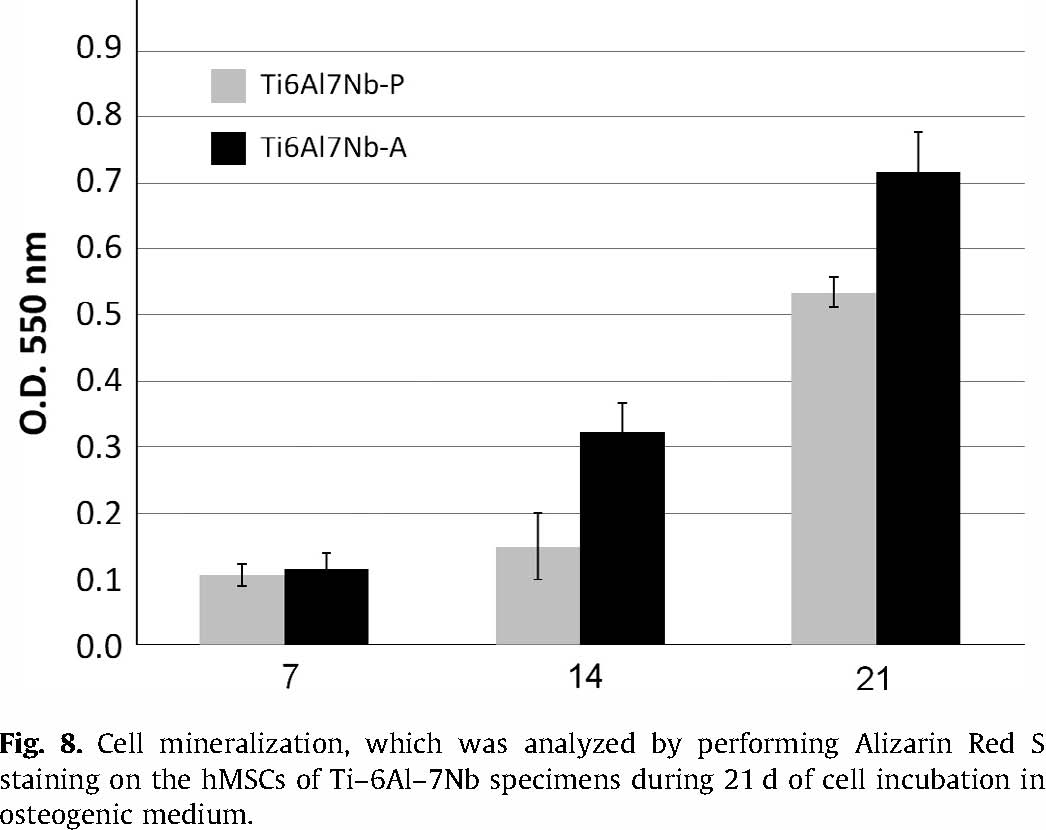 0.9
Ti6Al7Nb-P
0.8
Ti6Al7Nb-A
0.7
0.6
0.5
0.4
0.3
0.2
0.1
0.0
O.D. 550 nm
7 14 21
Fig. 8. Cell mineralization, which was analyzed by performing Alizarin Red S
staining on the hMSCs of Ti–6Al–7Nb specimens during 21 d of cell incubation in
osteogenic medium.